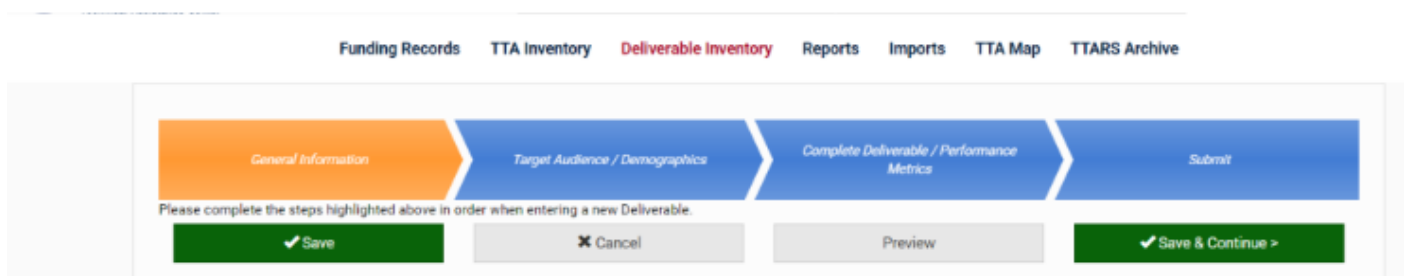 Funding Records TTA Inventory Deliverable Inventory Reports Imports TTA Map TTARS Archive
General Information
Target Audience / Demographics
Complete Deliverable / Performance
Metrics
Submit
Please complete the steps highlighted above in order when entering a new Deliverable.
✔ Save
✖ Cancel
Preview
✔ Save & Continue >